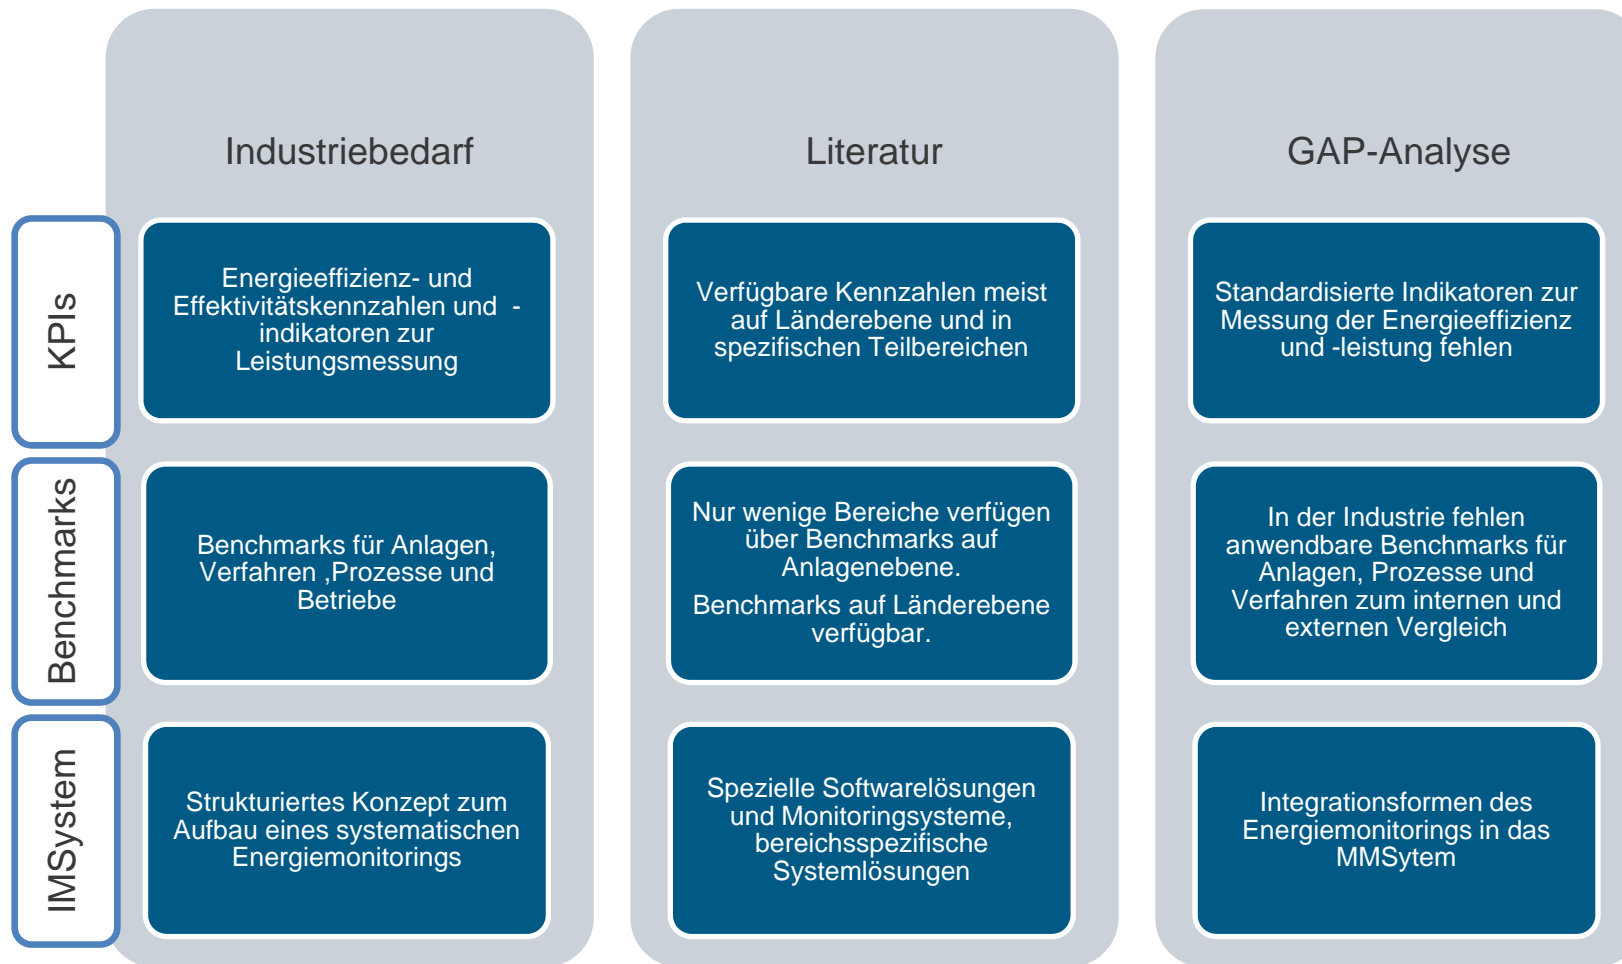 Industriebedarf
Literatur
GAP-Analyse
KPIs
Energieeffizienz- und
Effektivitätskennzahlen und -
indikatoren zur
Leistungsmessung
Verfügbare Kennzahlen meist
auf Länderebene und in
spezifischen Teilbereichen
Standardisierte Indikatoren zur
Messung der Energieeffizienz
und -leistung fehlen
Benchmarks
Benchmarks für Anlagen,
Verfahren ,Prozesse und
Betriebe
Nur wenige Bereiche verfügen
über Benchmarks auf
Anlagenebene.
Benchmarks auf Länderebene
verfügbar.
In der Industrie fehlen
anwendbare Benchmarks für
Anlagen, Prozesse und
Verfahren zum internen und
externen Vergleich
IMSystem
Strukturiertes Konzept zum
Aufbau eines systematischen
Energiemonitorings
Spezielle Softwarelösungen
und Monitoringsysteme,
bereichsspezifische
Systemlösungen
Integrationsformen des
Energiemonitorings in das
MMSytem